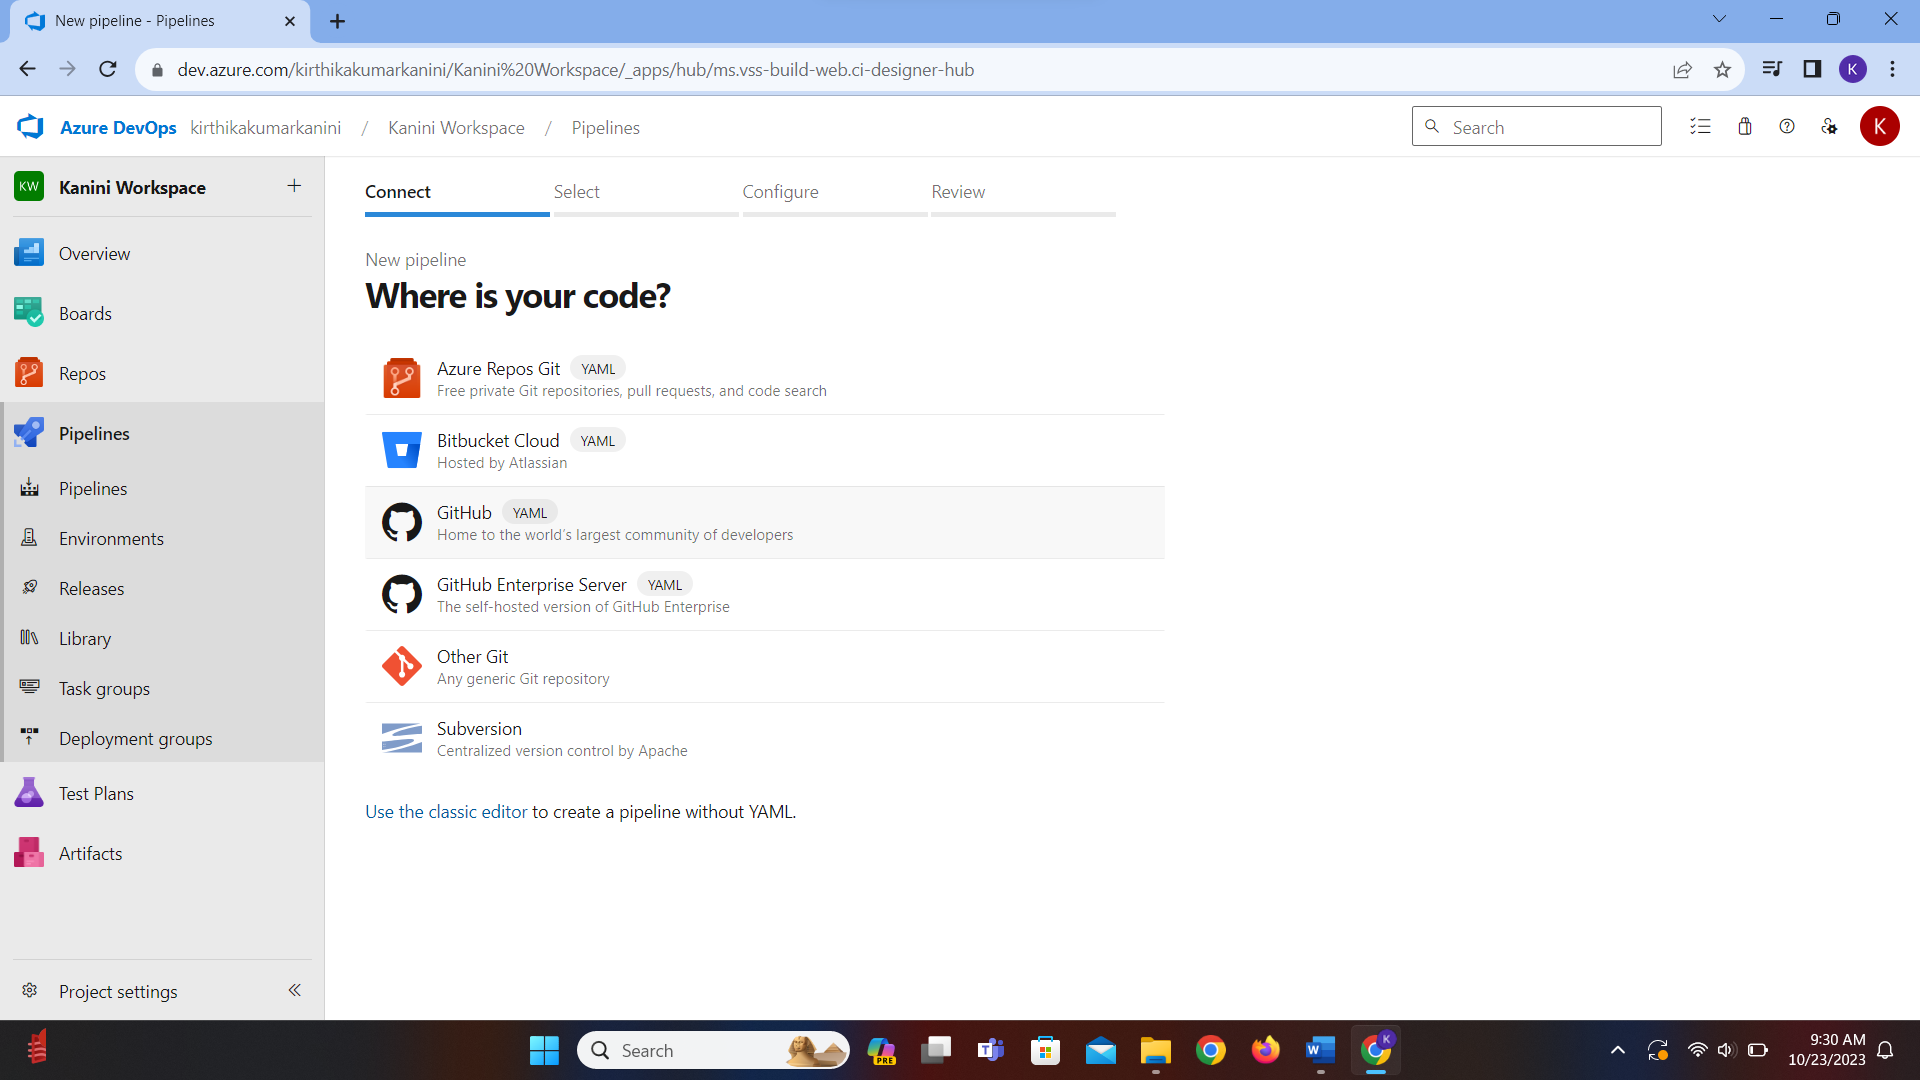 New pipeline - Pipelines
dev.azure.com/kirthikakumarkanini/Kanini%20Workspace/_apps/hub/ms.vss-build-web.ci-designer-hub
K
Azure DevOps kirthikakumarkanini / Kanini Workspace / Pipelines
Search
K
KW Kanini Workspace
Overview
Boards
Repos
Pipelines
Pipelines
Environments
Releases
Library
Task groups
Deployment groups
Test Plans
Artifacts
Project settings
Connect Select Configure Review
New pipeline
Where is your code?
Azure Repos Git YAML
Free private Git repositories, pull requests, and code search
Bitbucket Cloud YAML
Hosted by Atlassian
GitHub YAML
Home to the world’s largest community of developers
GitHub Enterprise Server YAML
The self-hosted version of GitHub Enterprise
Other Git
Any generic Git repository
Subversion
Centralized version control by Apache
Use the classic editor to create a pipeline without YAML.
Search
PRE
T
W
K
9:30 AM
10/23/2023